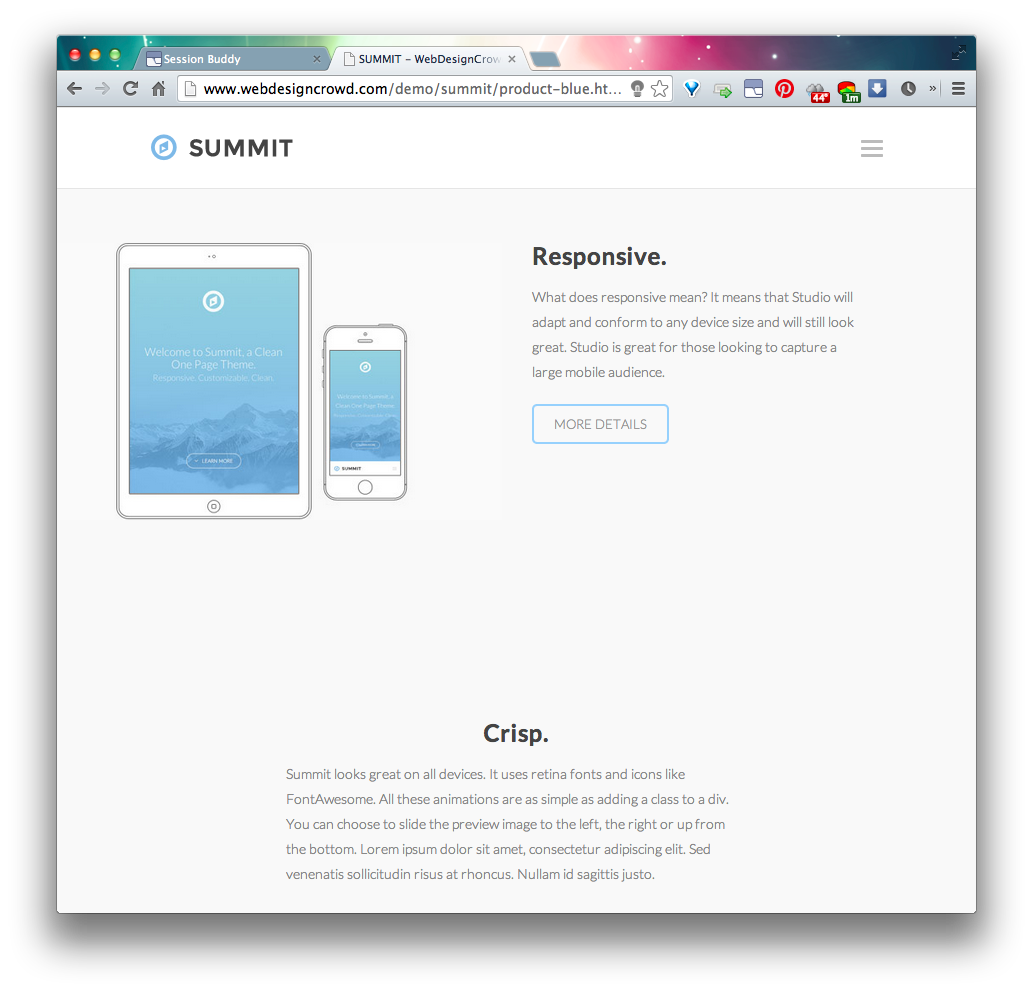 Session Buddy
SUMMIT – WebDesignCrow
www.webdesigncrowd.com/demo/summit/product-blue.ht...
44°
1m
»
SUMMIT
Welcome to Summit, a Clean
One Page Theme.
Responsive. Customizable. Clean.
LEARN MORE
Welcome to Summit, a
Clean One Page Theme.
SUMMIT
Responsive.
What does responsive mean? It means that Studio will
adapt and conform to any device size and will still look
great. Studio is great for those looking to capture a
large mobile audience.
MORE DETAILS
Crisp.
Summit looks great on all devices. It uses retina fonts and icons like
FontAwesome. All these animations are as simple as adding a class to a div.
You can choose to slide the preview image to the left, the right or up from
the bottom. Lorem ipsum dolor sit amet, consectetur adipiscing elit. Sed
venenatis sollicitudin risus at rhoncus. Nullam id sagittis justo.